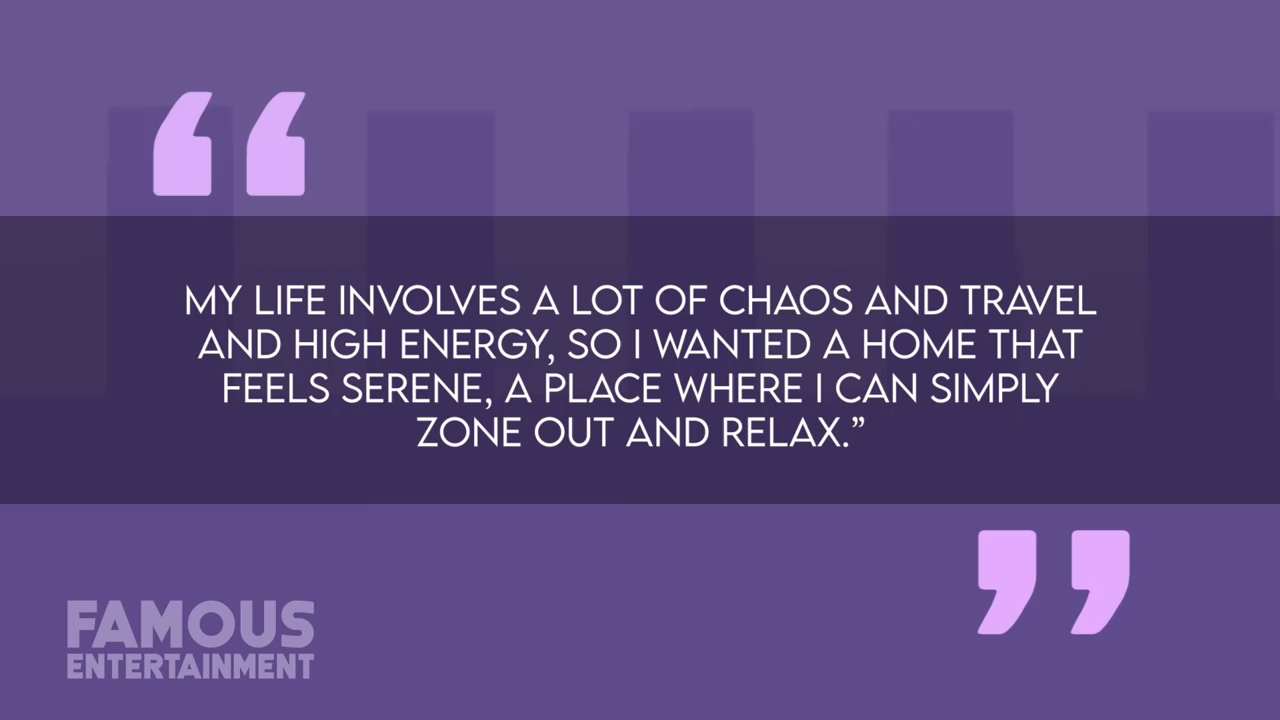 MY LIFE INVOLVES A LOT OF CHAOS AND TRAVEL
AND HIGH ENERGY, SO I WANTED A HOME THAT
FEELS SERENE, A PLACE WHERE I CAN SIMPLY
ZONE OUT AND RELAX.”
FAMOUS
ENTERTAINMENT